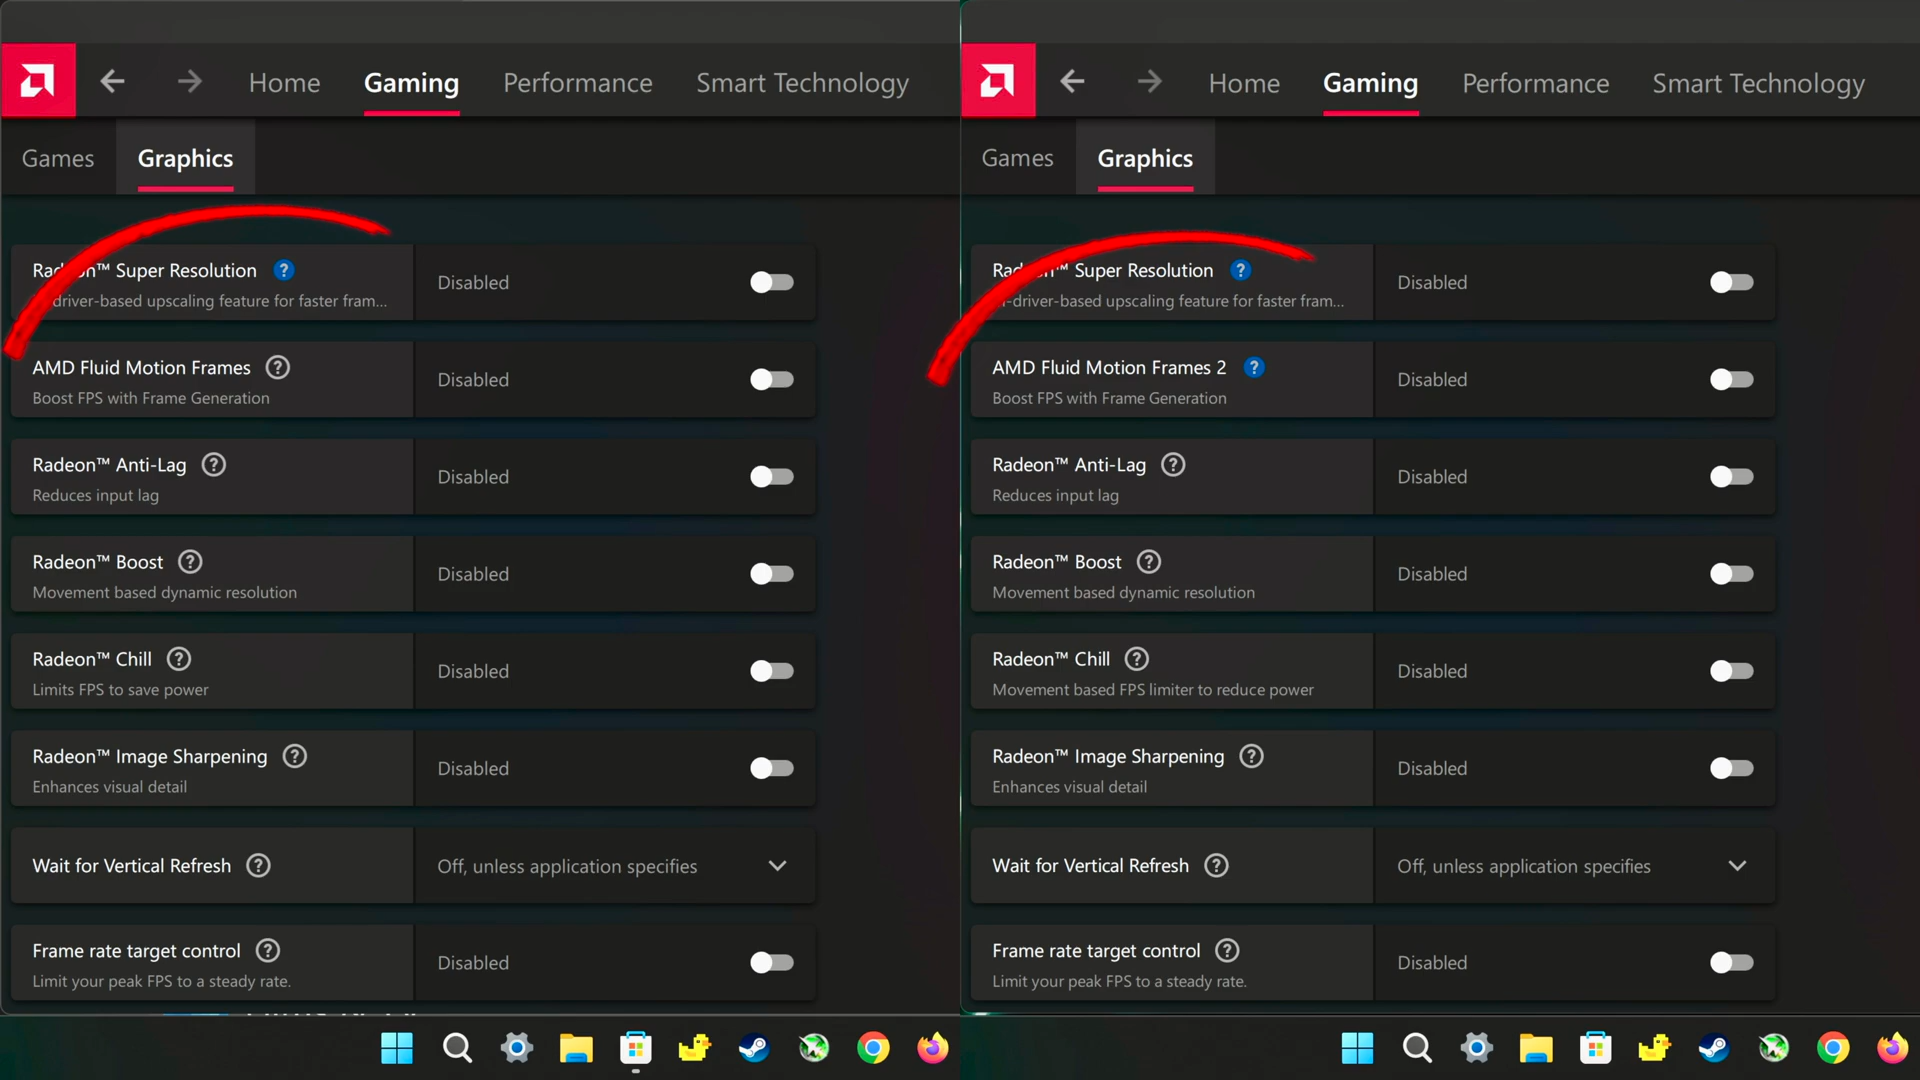 Home Gaming Performance Smart Technology
Games Graphics
Radeon™ Super Resolution
driver-based upscaling feature for faster fram...
Disabled
AMD Fluid Motion Frames
Boost FPS with Frame Generation
Disabled
Radeon™ Anti-Lag
Reduces input lag
Disabled
Radeon™ Boost
Movement based dynamic resolution
Disabled
Radeon™ Chill
Limits FPS to save power
Disabled
Radeon™ Image Sharpening
Enhances visual detail
Disabled
Wait for Vertical Refresh
Off, unless application specifies
Frame rate target control
Limit your peak FPS to a steady rate.
Disabled
Home Gaming Performance Smart Technology
Games Graphics
Radeon™ Super Resolution
-driver-based upscaling feature for faster fram...
Disabled
AMD Fluid Motion Frames 2
Boost FPS with Frame Generation
Disabled
Radeon™ Anti-Lag
Reduces input lag
Disabled
Radeon™ Boost
Movement based dynamic resolution
Disabled
Radeon™ Chill
Movement based FPS limiter to reduce power
Disabled
Radeon™ Image Sharpening
Enhances visual detail
Disabled
Wait for Vertical Refresh
Off, unless application specifies
Frame rate target control
Limit your peak FPS to a steady rate.
Disabled